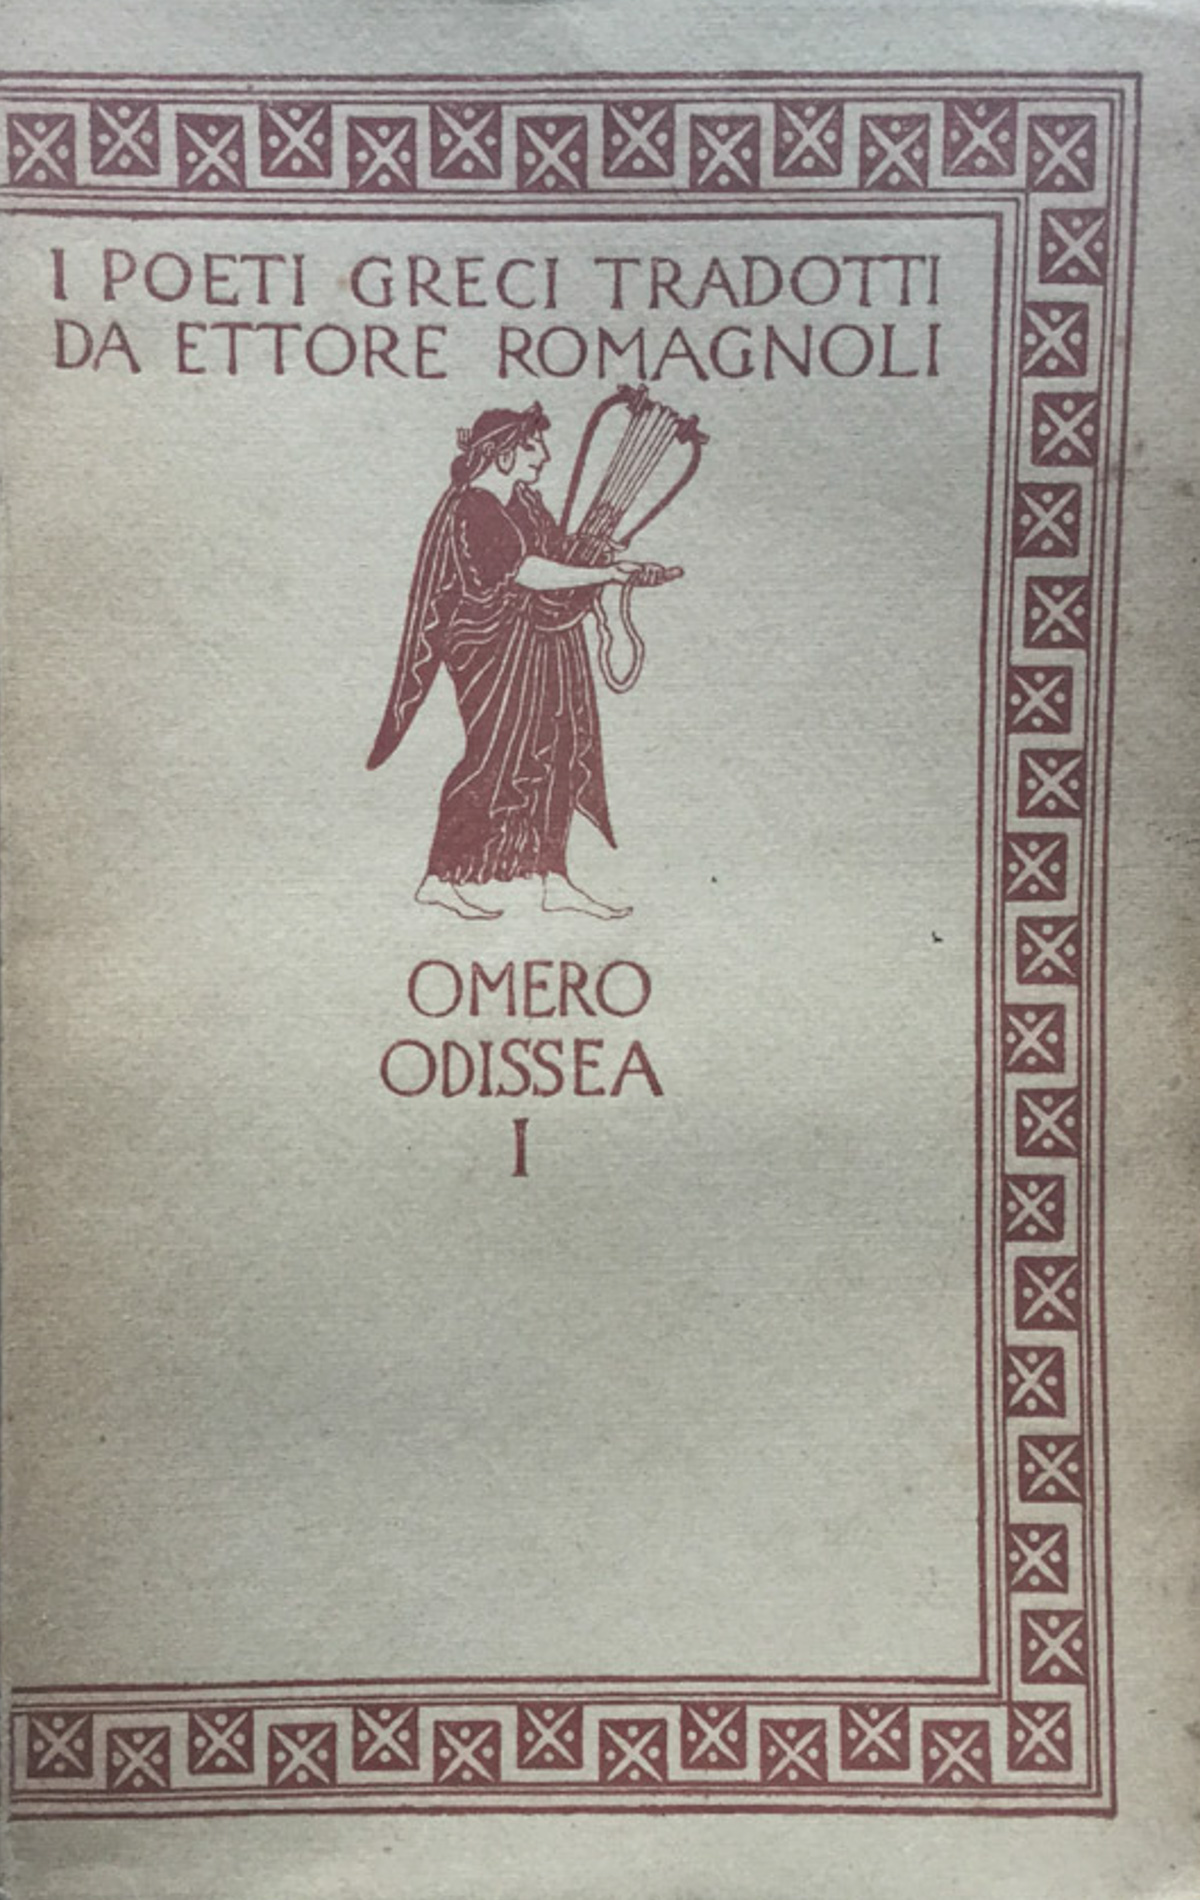 I POETI GRECI TRADOTTI
DA ETTORE ROMAGNOLI
OMERO
ODISSEA
I